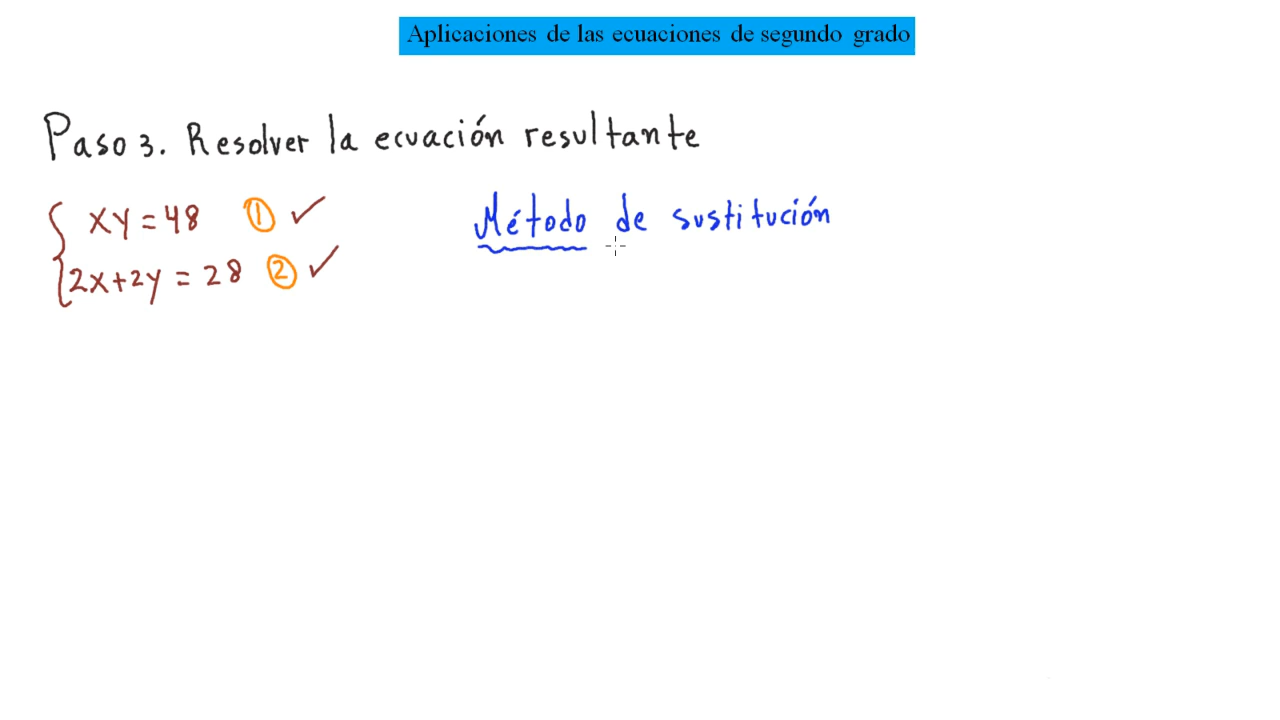 Aplicaciones de las ecuaciones de segundo grado
Paso 3. Resolver la ecuación resultante
xy = 48 ① ✓
2x+2y = 28 ② ✓
Método de sustitución